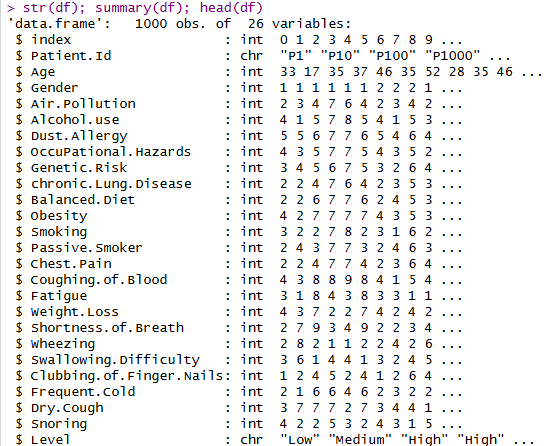 > str(df); summary(df); head(df)
'data.frame':   1000 obs. of  26 variables:
 $ index                   : int  0 1 2 3 4 5 6 7 8 9 ...
 $ Patient.Id              : chr  "P1" "P10" "P100" "P1000" ...
 $ Age                     : int  33 17 35 37 46 35 52 28 35 46 ...
 $ Gender                  : int  1 1 1 1 1 1 2 2 2 1 ...
 $ Air.Pollution           : int  2 3 4 7 6 4 2 3 4 2 ...
 $ Alcohol.use             : int  4 1 5 7 8 5 4 1 5 3 ...
 $ Dust.Allergy            : int  5 5 6 7 7 6 5 4 6 4 ...
 $ OccuPational.Hazards    : int  4 3 5 7 7 5 4 3 5 2 ...
 $ Genetic.Risk            : int  3 4 5 6 7 5 3 2 6 4 ...
 $ chronic.Lung.Disease    : int  2 2 4 7 6 4 2 3 5 3 ...
 $ Balanced.Diet           : int  2 2 6 7 7 6 2 4 5 3 ...
 $ Obesity                 : int  4 2 7 7 7 7 4 3 5 3 ...
 $ Smoking                 : int  3 2 2 7 8 2 3 1 6 2 ...
 $ Passive.Smoker          : int  2 4 3 7 7 3 2 4 6 3 ...
 $ Chest.Pain              : int  2 2 4 7 7 4 2 3 6 4 ...
 $ Coughing.of.Blood       : int  4 3 8 8 9 8 4 1 5 4 ...
 $ Fatigue                 : int  3 1 8 4 3 8 3 3 1 1 ...
 $ Weight.Loss             : int  4 3 7 2 2 7 4 2 4 2 ...
 $ Shortness.of.Breath     : int  2 7 9 3 4 9 2 2 3 4 ...
 $ Wheezing                : int  2 8 2 1 1 2 2 4 2 6 ...
 $ Swallowing.Difficulty   : int  3 6 1 4 4 1 3 2 4 5 ...
 $ Clubbing.of.Finger.Nails: int  1 2 4 5 2 4 1 2 6 4 ...
 $ Frequent.Cold           : int  2 1 6 6 4 6 2 3 2 2 ...
 $ Dry.Cough               : int  3 7 7 7 2 7 3 4 4 1 ...
 $ Snoring                 : int  4 2 2 5 3 2 4 3 1 5 ...
 $ Level                   : chr  "Low" "Medium" "High" "High" ...